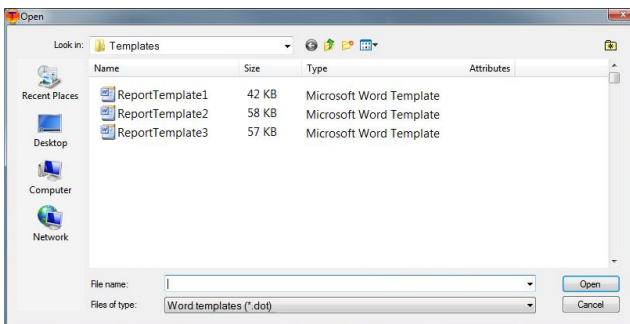 Open
Look in: Templates
Name Size Type Attributes
Recent Places
Desktop
Computer
Network
ReportTemplate1 42 KB Microsoft Word Template
ReportTemplate2 58 KB Microsoft Word Template
ReportTemplate3 57 KB Microsoft Word Template
File name: Open
Files of type: Word templates (*.dot) Cancel